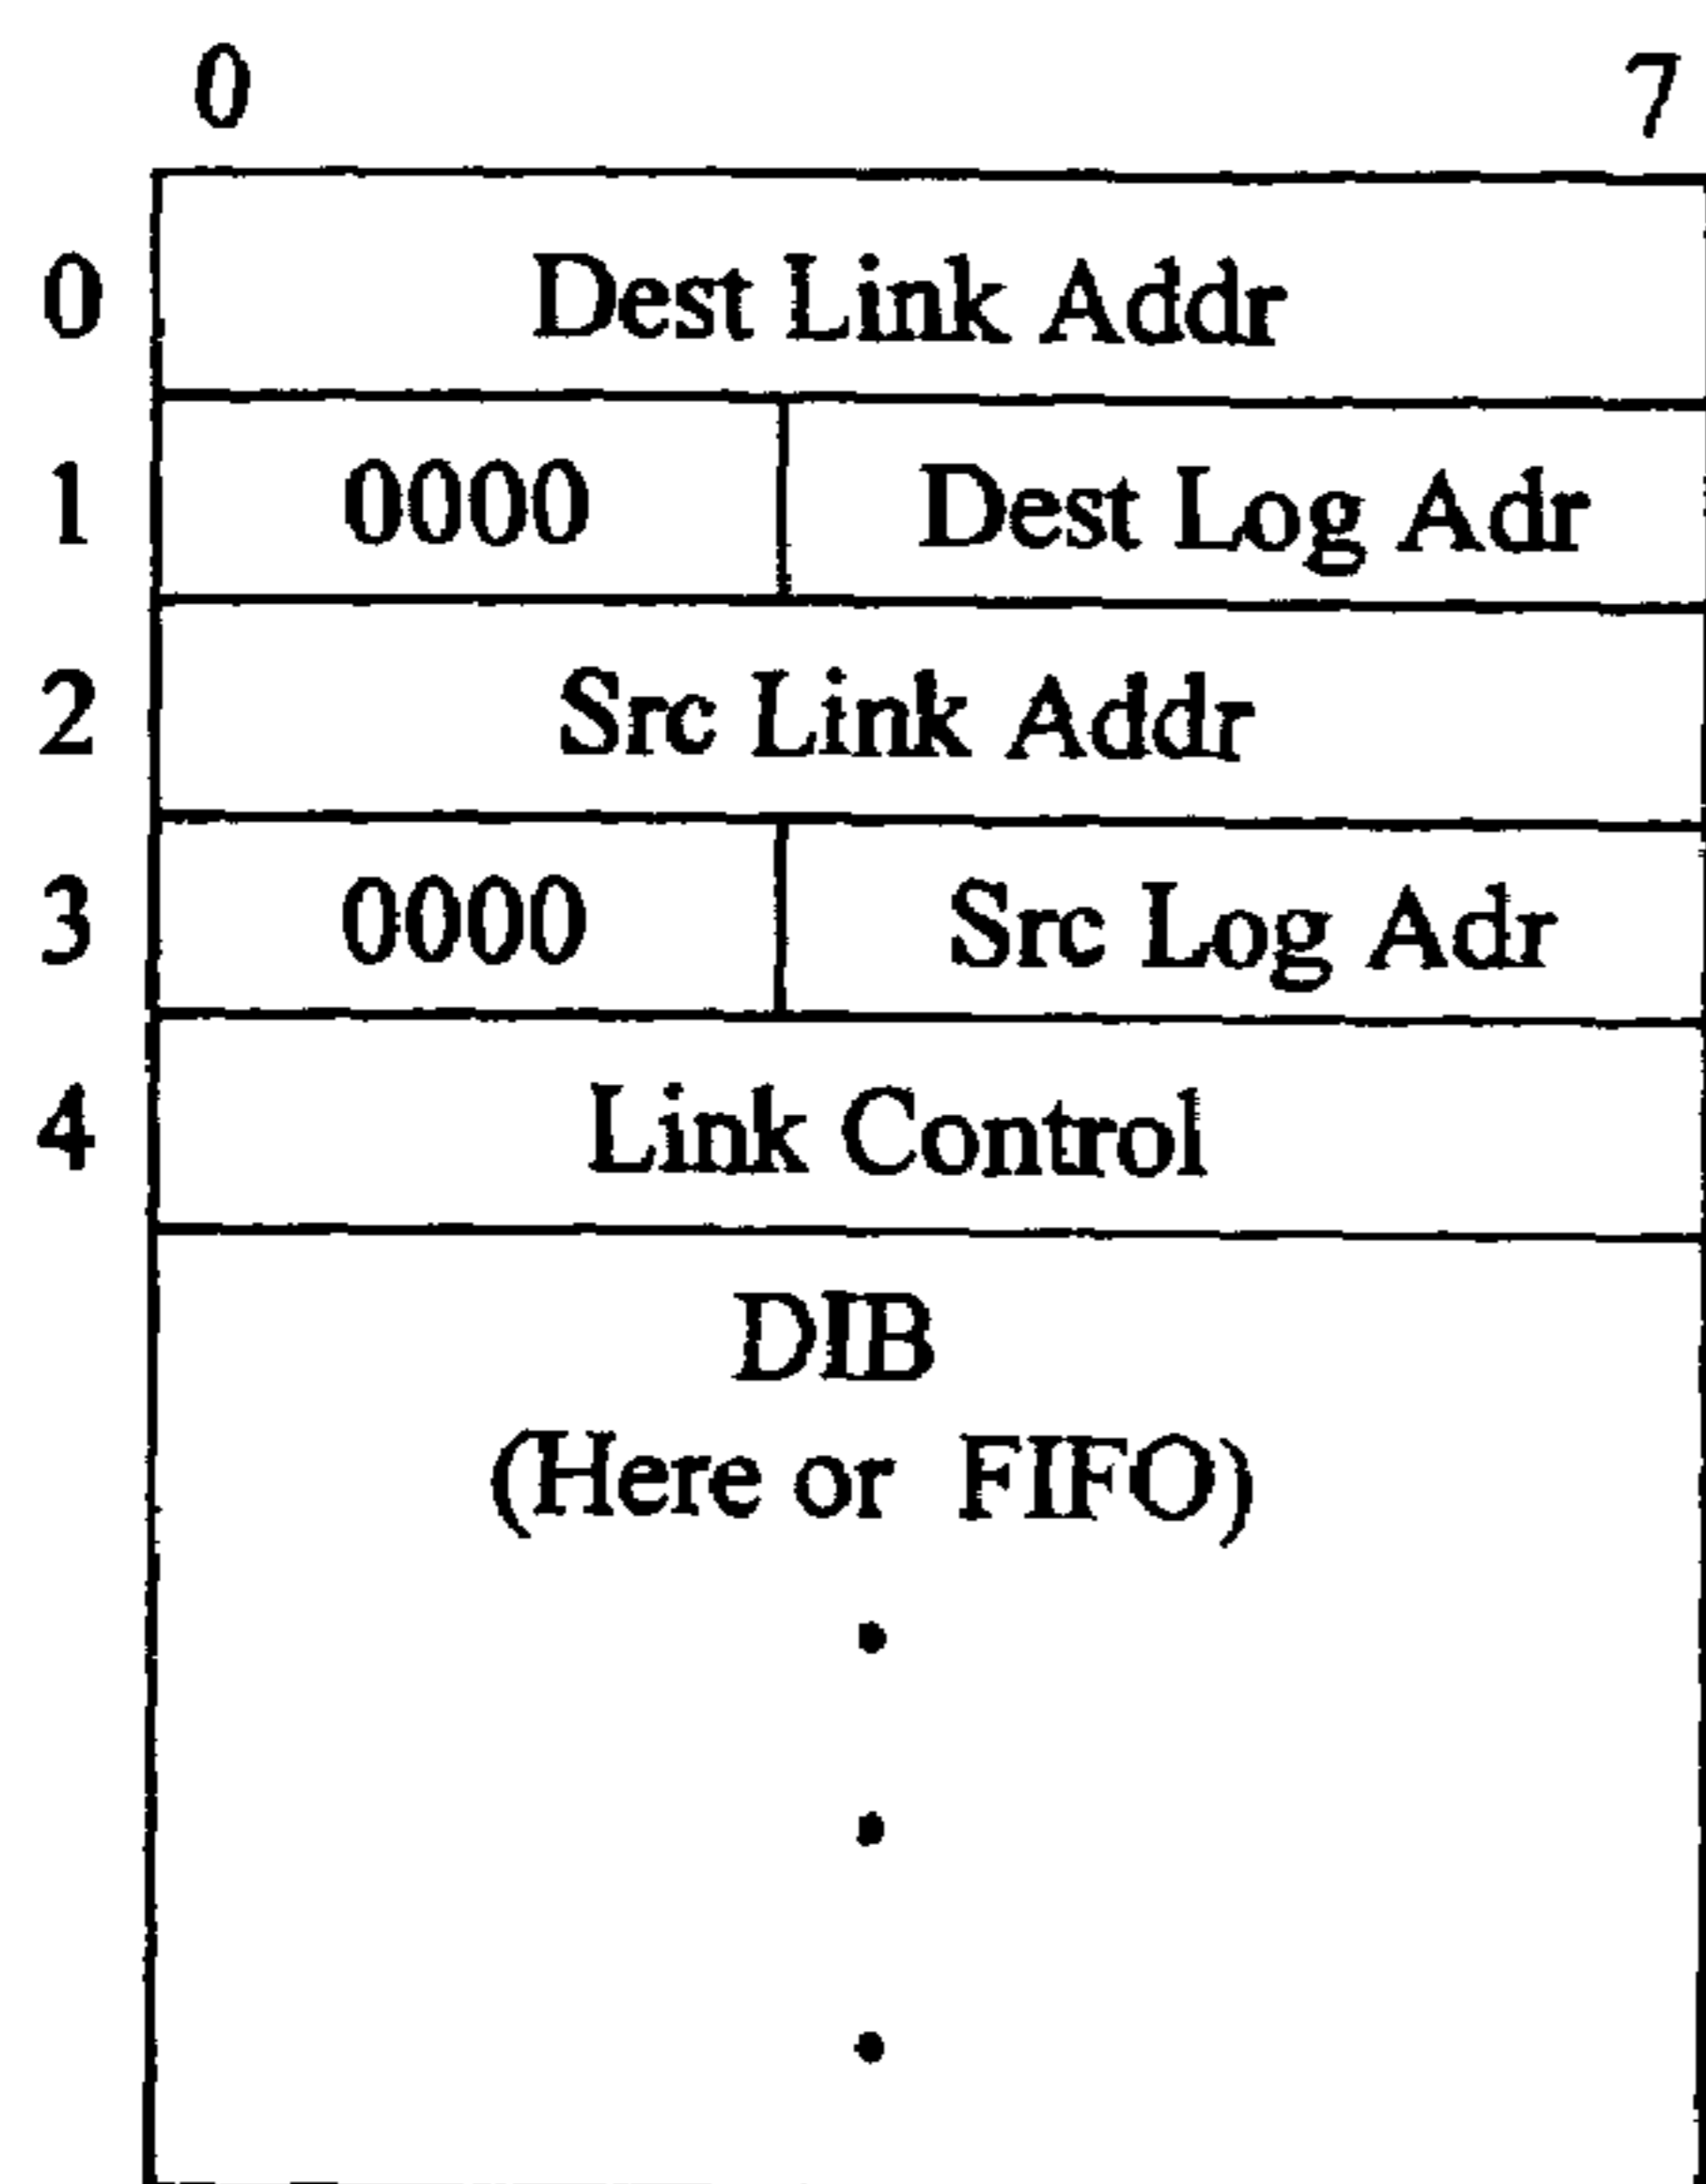 0 7
0 Dest Link Addr
1 0000 Dest Log Adr
2 Src Link Addr
3 0000 Src Log Adr
4 Link Control
DIB
(Here or FIFO)